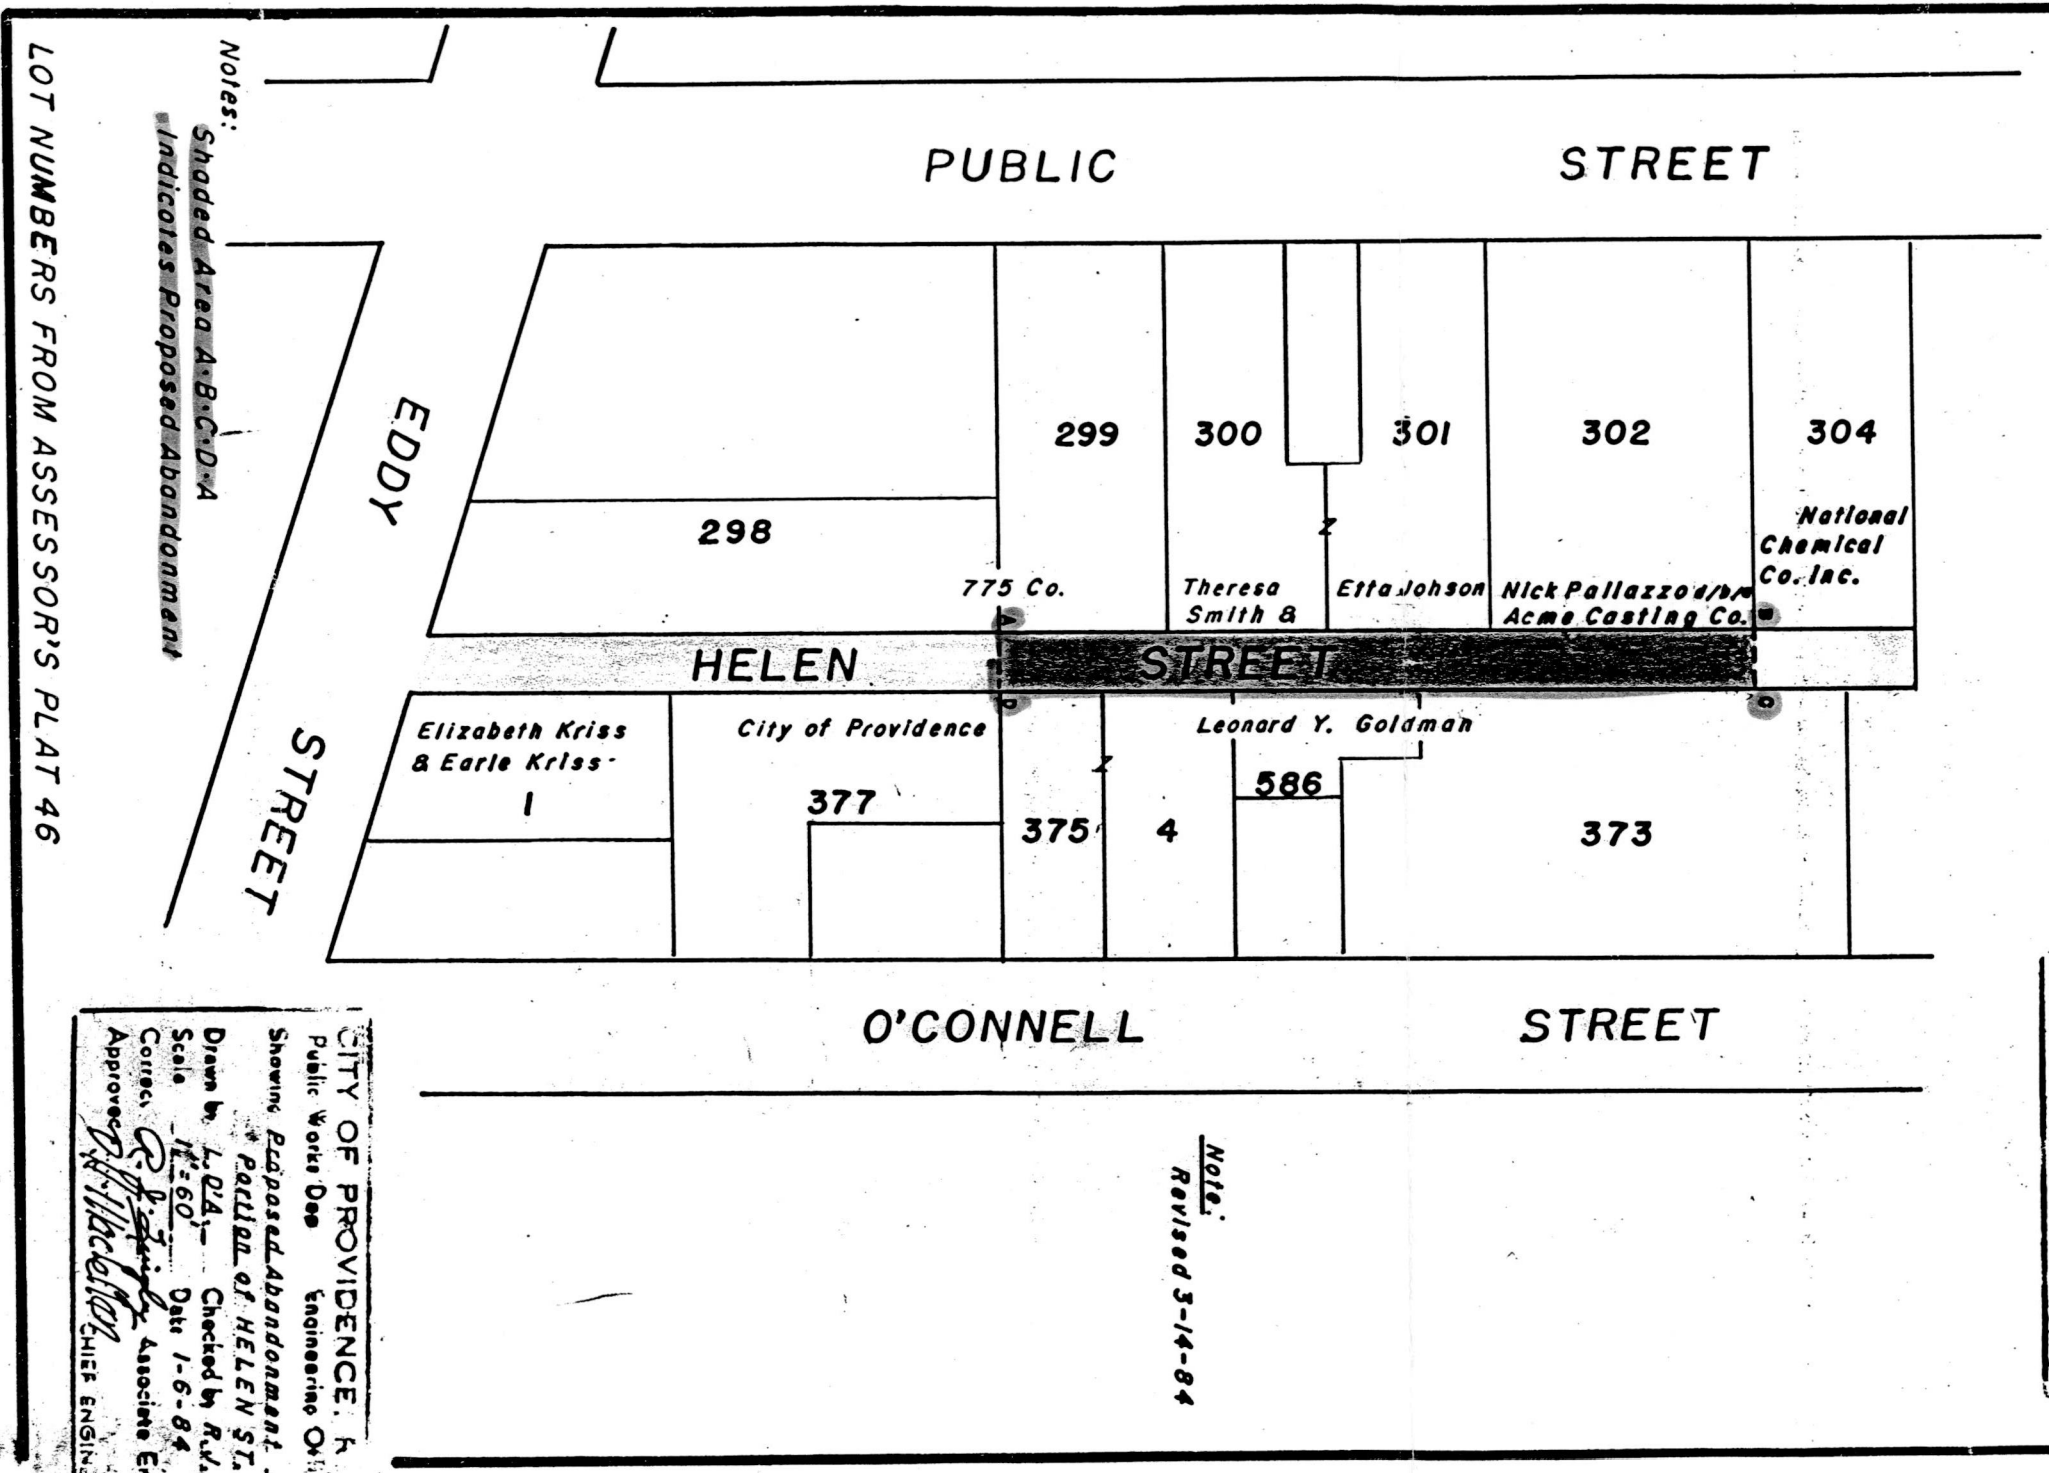 PUBLIC STREET
Notes:
Shaded Area A-B-C-D-A
Indicates Proposed Abandonment
LOT NUMBERS FROM ASSESSOR'S PLAT 46
EDDY STREET
299
300
301
302
304
298
775 Co.
Theresa
Smith &
Etta Johson
Nick Pallazzo d/b/a
Acme Casting Co.
National
Chemical
Co. Inc.
A
B
HELEN STREET
D
C
Elizabeth Kriss
& Earle Kriss
1
City of Providence
377
Leonard Y. Goldman
375
4
586
373
Z
Z
O'CONNELL STREET
Note:
Revised 3-14-84
CITY OF PROVIDENCE, R.
Public Works Dep Engineering Offi
Showing Proposed Abandonment
Portion of HELEN ST.
Drawn by L.D'A. Checked by
Scale 1"=60' Date 1-6-84
Correct Associate En
Approved
CHIEF ENGIN